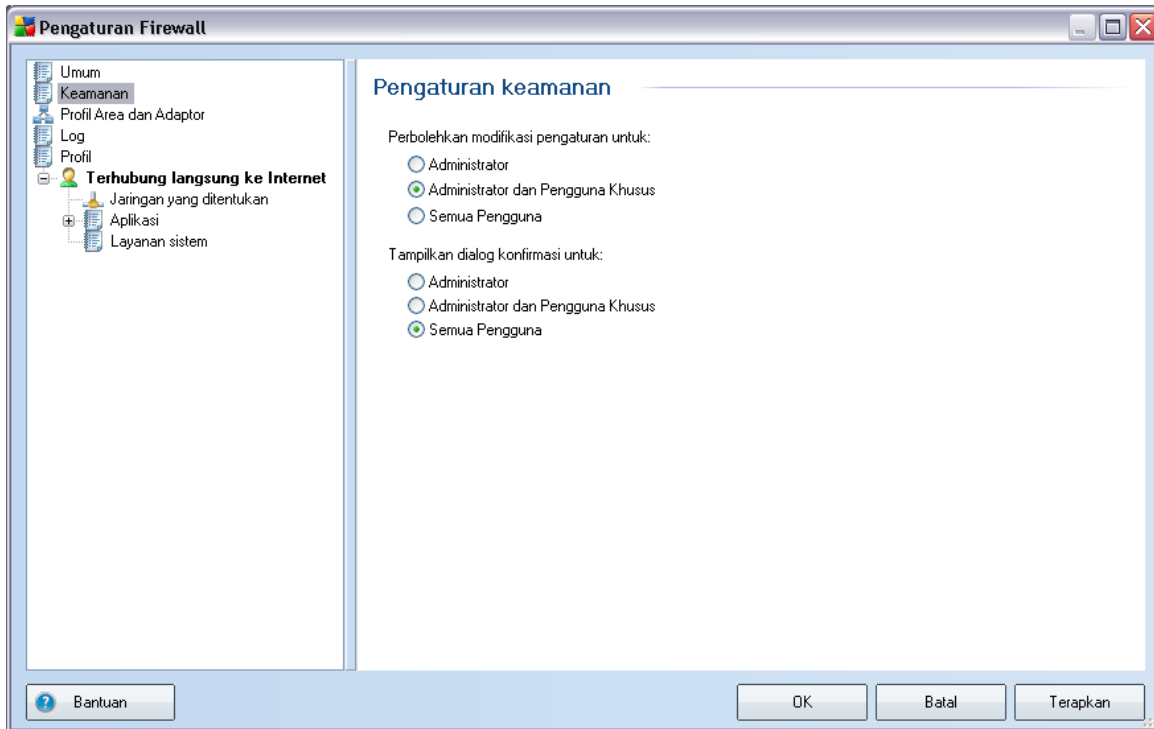 Pengaturan Firewall
Umum
Keamanan
Profil Area dan Adaptor
Log
Profil
Terhubung langsung ke Internet
Jaringan yang ditentukan
Aplikasi
Layanan sistem
Pengaturan keamanan
Perbolehkan modifikasi pengaturan untuk:
Administrator
Administrator dan Pengguna Khusus
Semua Pengguna
Tampilkan dialog konfirmasi untuk:
Administrator
Administrator dan Pengguna Khusus
Semua Pengguna
Bantuan
OK
Batal
Terapkan